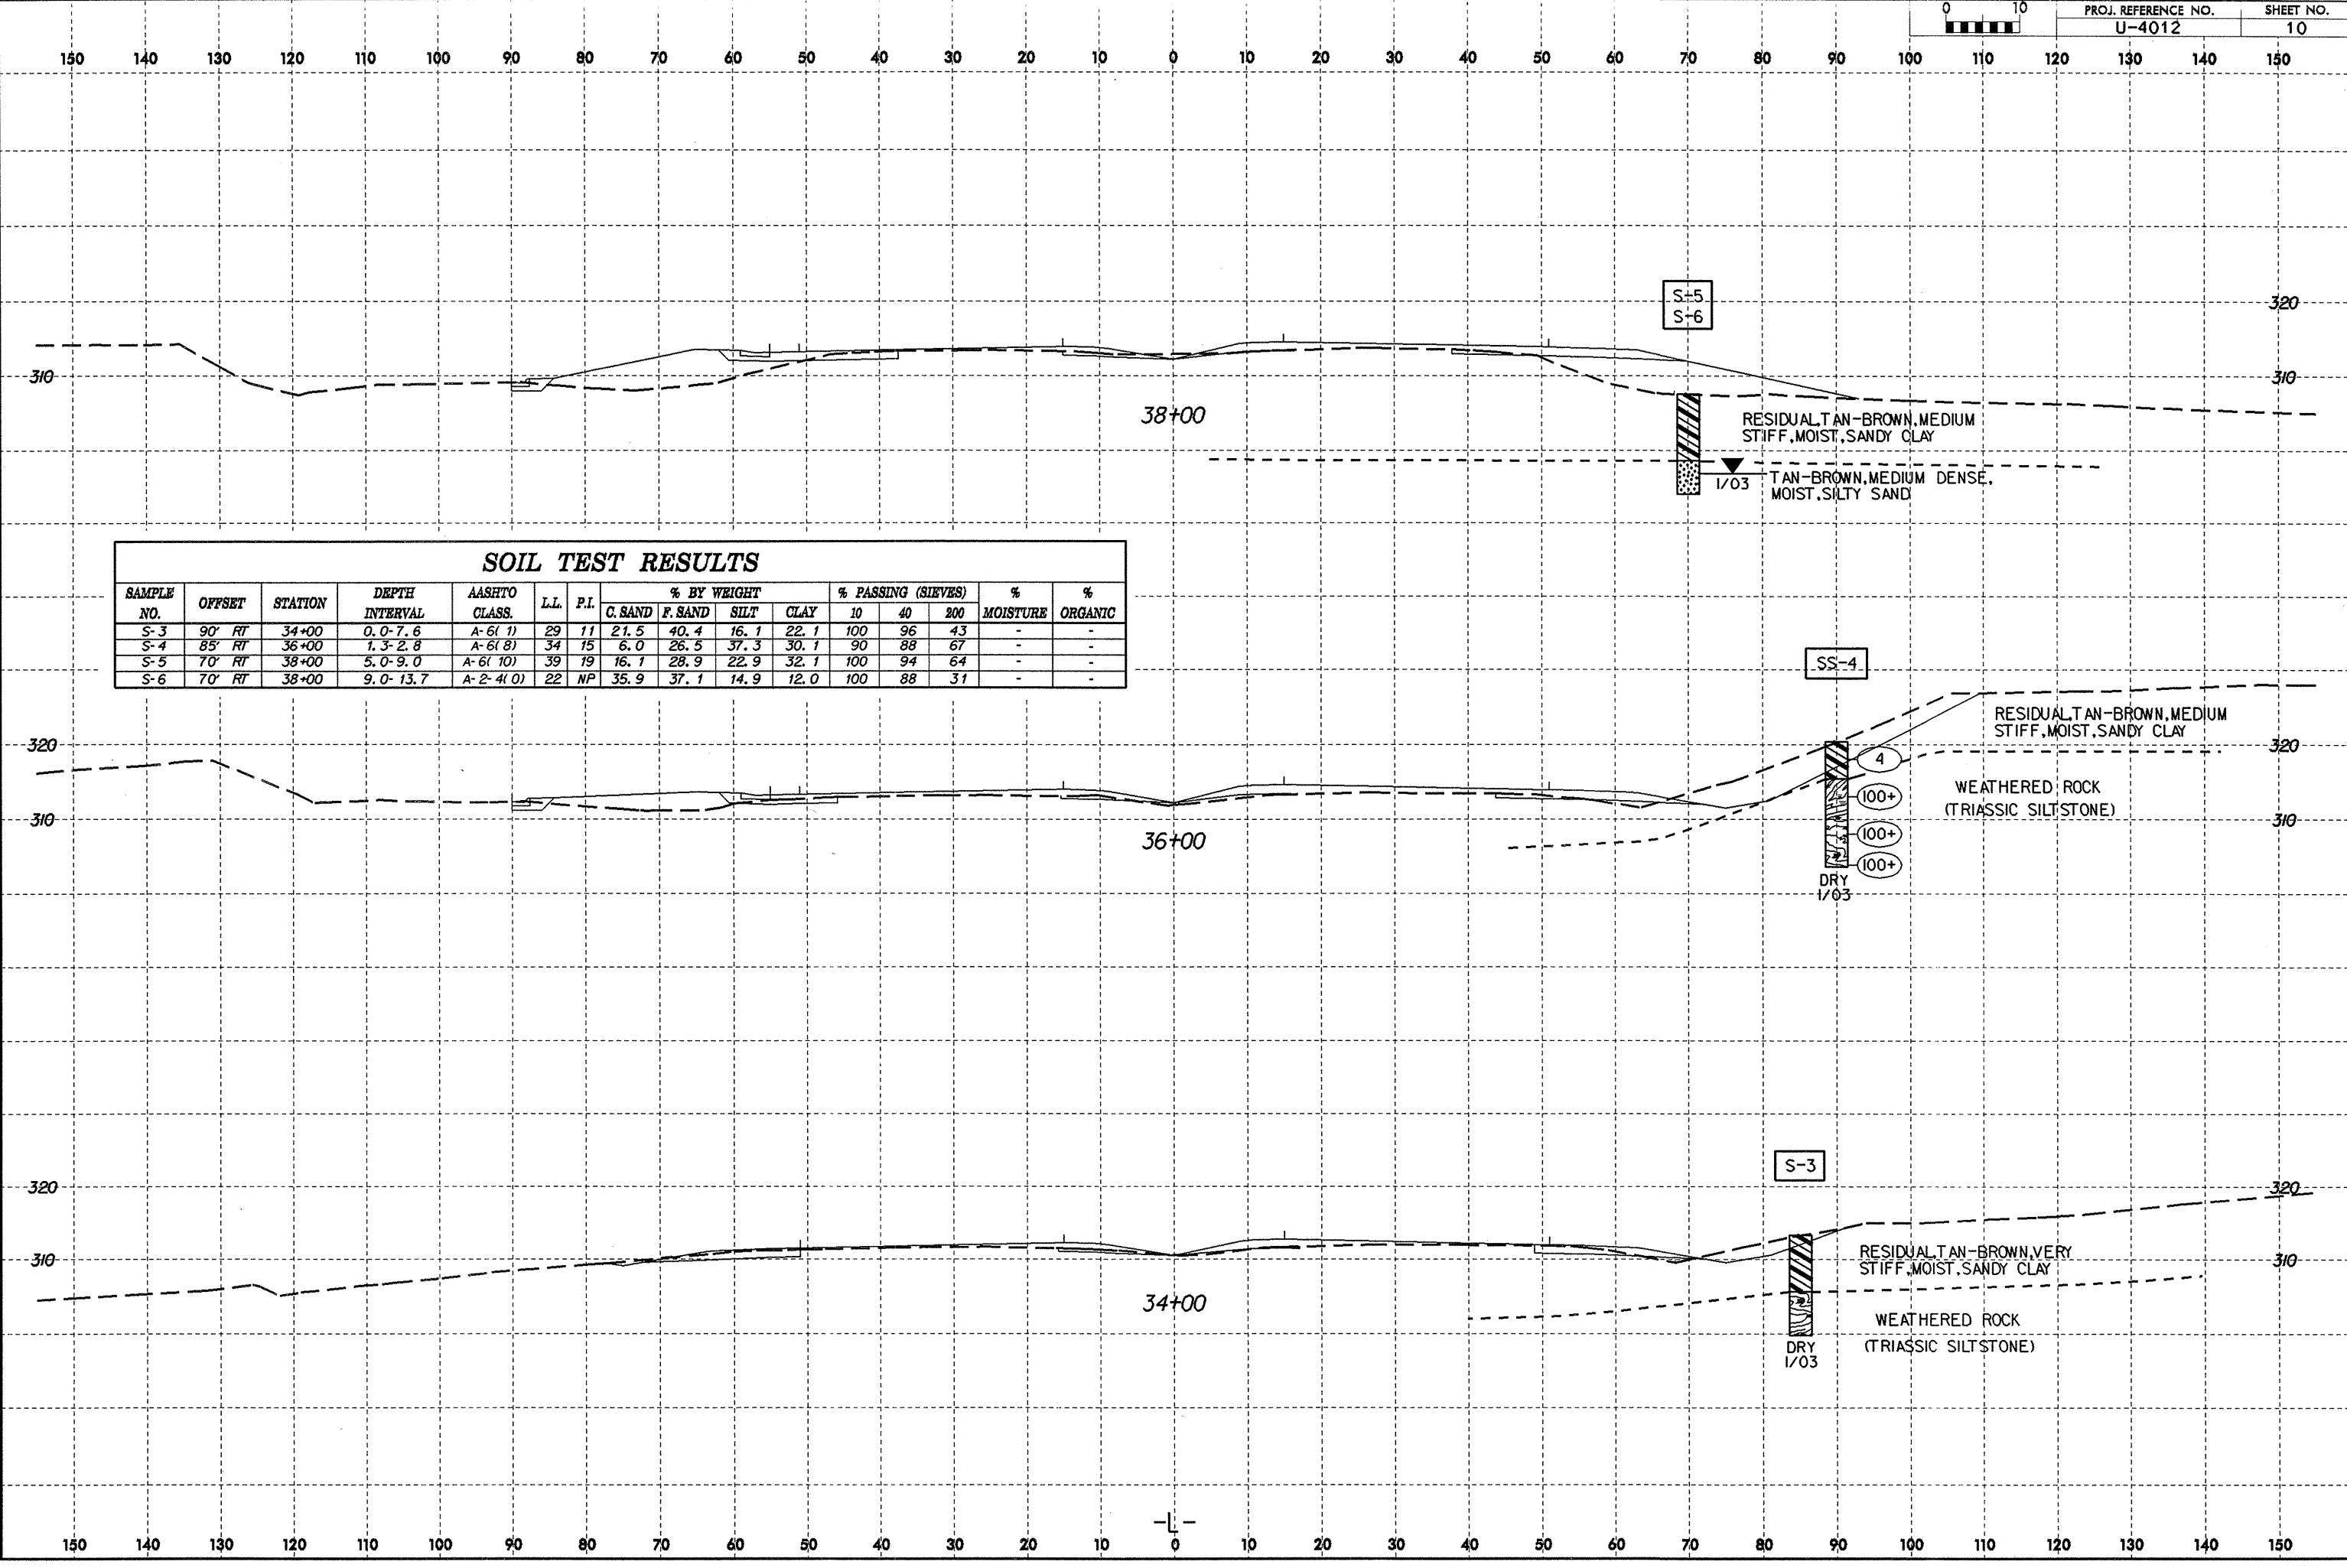 0 10 PROJ. REFERENCE NO. SHEET NO.
U-4012 10
150 140 130 120 110 100 90 80 70 60 50 40 30 20 10 0 10 20 30 40 50 60 70 80 90 100 110 120 130 140 150
S-5
S-6
320
310 310
38+00
RESIDUAL,TAN-BROWN,MEDIUM
STIFF,MOIST,SANDY CLAY
1/03
TAN-BROWN,MEDIUM DENSE,
MOIST,SILTY SAND
SOIL TEST RESULTS
SAMPLE NO. OFFSET STATION DEPTH INTERVAL AASHTO CLASS. L.L. P.I. % BY WEIGHT % PASSING (SIEVES) % MOISTURE % ORGANIC
C. SAND F. SAND SILT CLAY 10 40 200
S-3 90' RT 34+00 0.0-7.6 A-6(1) 29 11 21.5 40.4 16.1 22.1 100 96 43 - -
S-4 85' RT 36+00 1.3-2.8 A-6(8) 34 15 6.0 26.5 37.3 30.1 90 88 67 - -
S-5 70' RT 38+00 5.0-9.0 A-6(10) 39 19 16.1 28.9 22.9 32.1 100 94 64 - -
S-6 70' RT 38+00 9.0-13.7 A-2-4(0) 22 NP 35.9 37.1 14.9 12.0 100 88 31 - -
SS-4
RESIDUAL,TAN-BROWN,MEDIUM
STIFF,MOIST,SANDY CLAY
320 320
4
WEATHERED ROCK
(TRIASSIC SILTSTONE)
100+
310 310
100+
36+00
100+
DRY
1/03
S-3
320 320
310 310
RESIDUAL,TAN-BROWN,VERY
STIFF,MOIST,SANDY CLAY
34+00
WEATHERED ROCK
(TRIASSIC SILTSTONE)
DRY
1/03
-L-
150 140 130 120 110 100 90 80 70 60 50 40 30 20 10 0 10 20 30 40 50 60 70 80 90 100 110 120 130 140 150